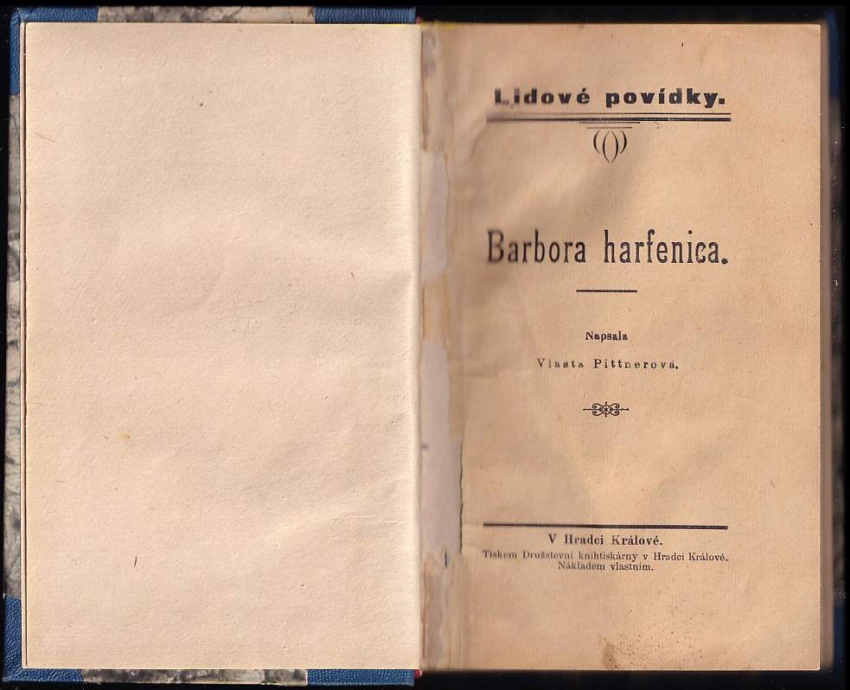 Lidové povídky.
Barbora harfenica.
Napsala
Vlasta Pittnerová.
V Hradci Králové.
Tiskem Družstevní knihtiskárny v Hradci Králové.
Nákladem vlastním.